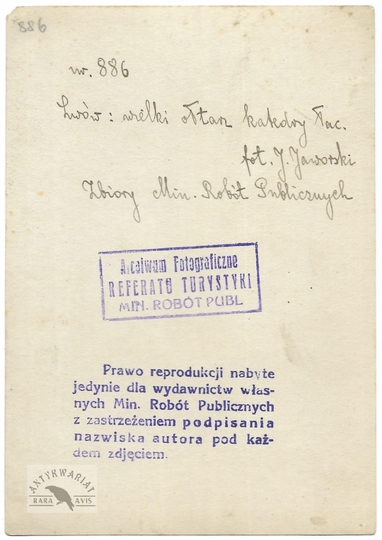 886
nr. 886
Lwów: wielki ołtarz katedry łac.
fot. J. Jaworski
Zbiory Min. Robót Publicznych
Archiwum Fotograficzne
REFERATU TURYSTYKI
MIN. ROBÓT PUBL
Prawo reprodukcji nabyte
jedynie dla wydawnictw włas-
nych Min. Robót Publicznych
z zastrzeżeniem podpisania
nazwiska autora pod każ-
dem zdjęciem.
ANTYKWARIAT
RARA AVIS